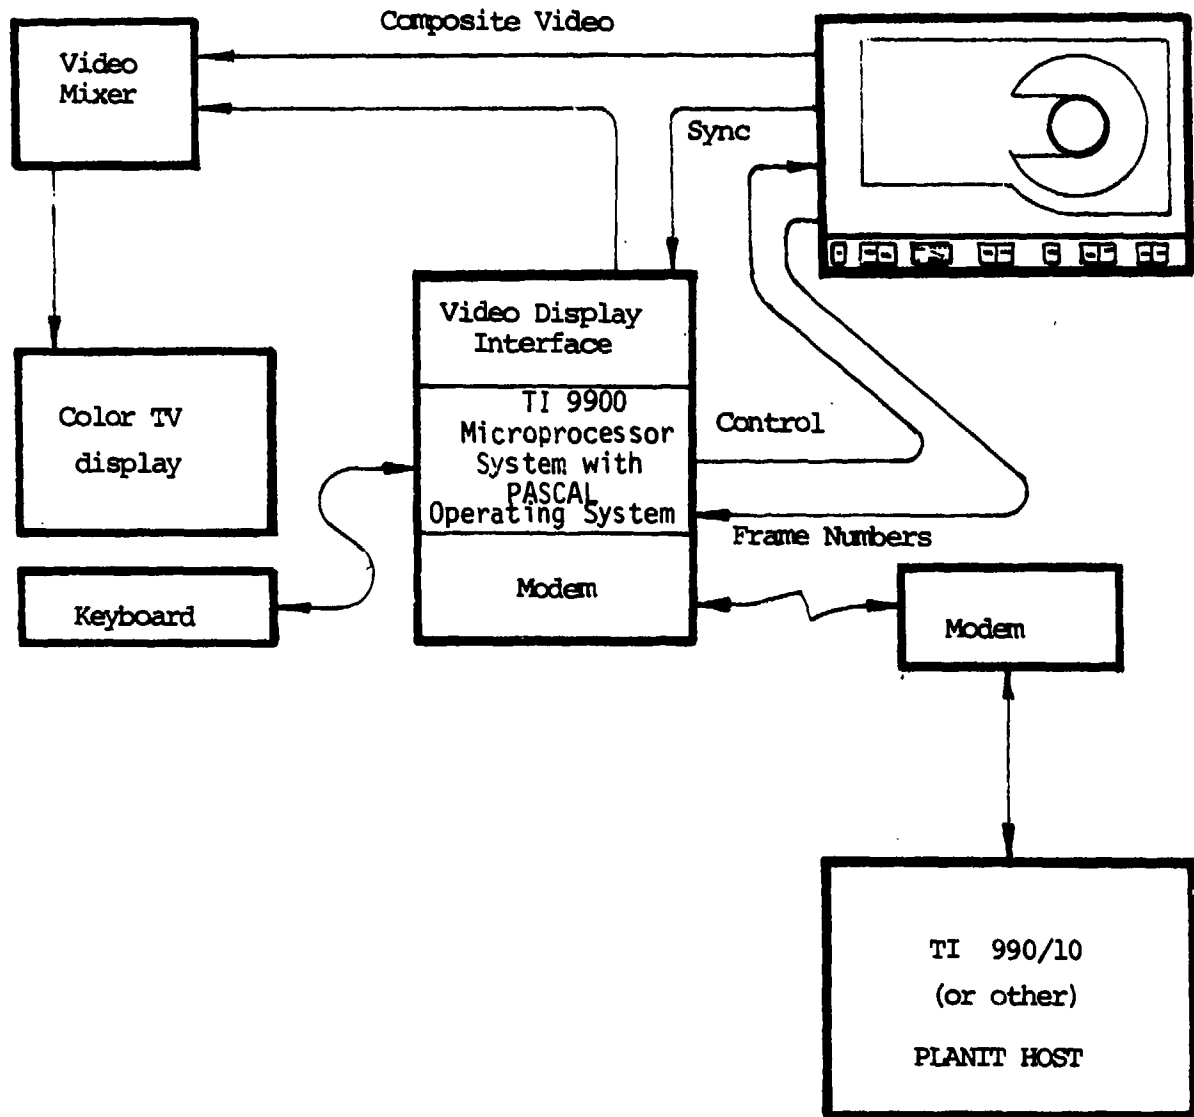 Composite Video
Video
Mixer
Sync
Video Display
Interface
TI 9900
Microprocessor
System with
PASCAL
Operating System
Modem
Control
Frame Numbers
Color TV
display
Keyboard
Modem
TI 990/10
(or other)
PLANIT HOST